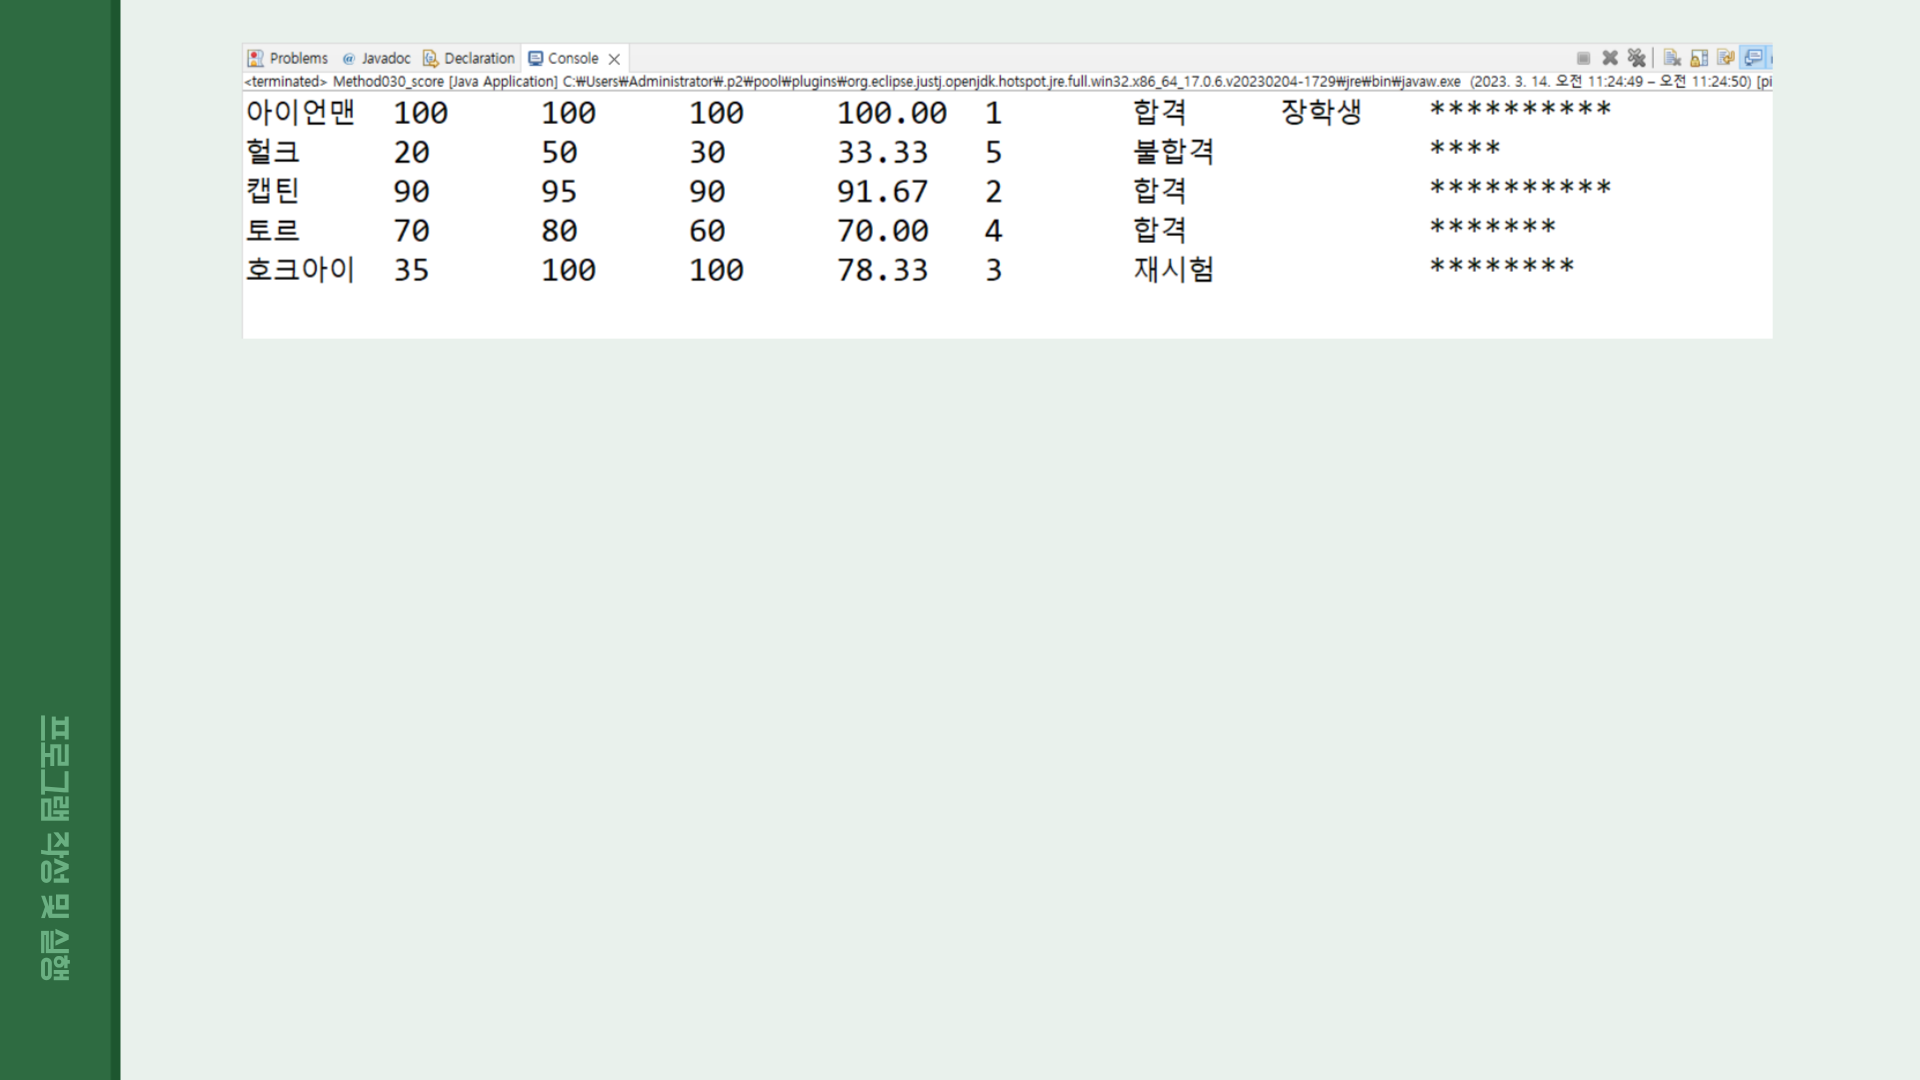 Problems @ Javadoc Declaration Console
<terminated> Method030_score [Java Application] C:₩Users₩Administrator₩.p2₩pool₩plugins₩org.eclipse.justj.openjdk.hotspot.jre.full.win32.x86_64_17.0.6.v20230204-1729₩jre₩bin₩javaw.exe (2023. 3. 14. 오전 11:24:49 – 오전 11:24:50) [pi
아이언맨 100 100 100 100.00 1 합격 장학생 **********
헐크 20 50 30 33.33 5 불합격 ****
캡틴 90 95 90 91.67 2 합격 **********
토르 70 80 60 70.00 4 합격 *******
호크아이 35 100 100 78.33 3 재시험 ********
프로그램 작성 및 실행